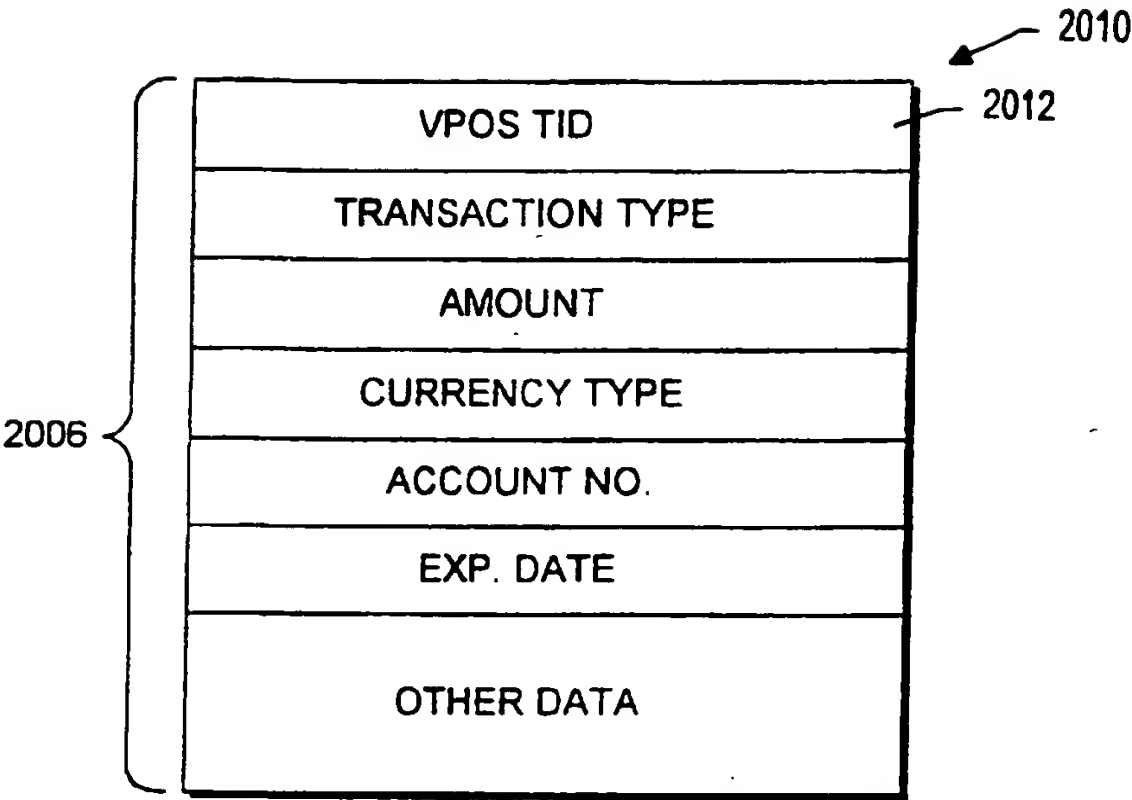 2010
2012
VPOS TID
TRANSACTION TYPE
AMOUNT
CURRENCY TYPE
2006
ACCOUNT NO.
EXP. DATE
OTHER DATA